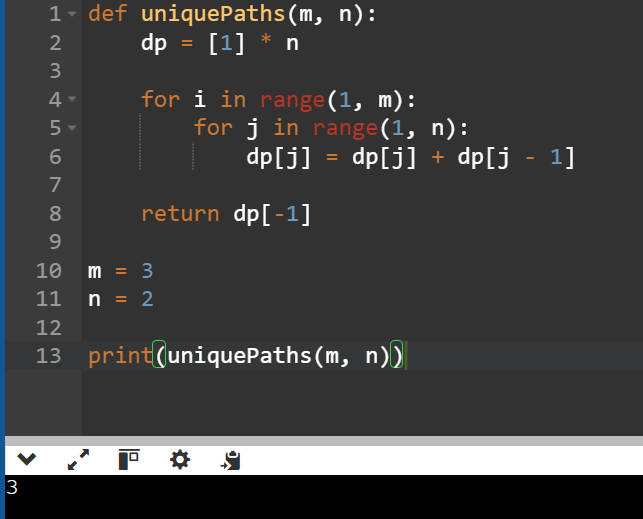 1 def uniquePaths(m, n):
2     dp = [1] * n
3
4     for i in range(1, m):
5         for j in range(1, n):
6             dp[j] = dp[j] + dp[j - 1]
7
8     return dp[-1]
9
10 m = 3
11 n = 2
12
13 print(uniquePaths(m, n))
3